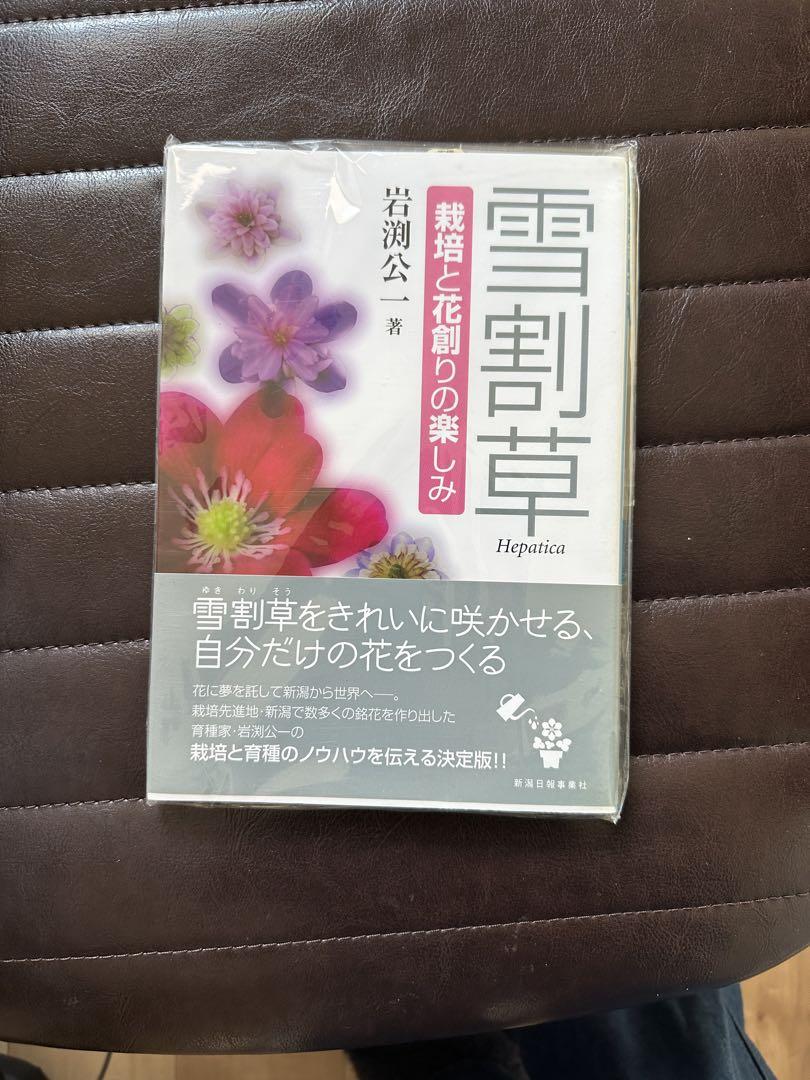 雪割草
Hepatica
栽培と花創りの楽しみ
岩渕公一 著
ゆき わり そう
雪割草をきれいに咲かせる、
自分だけの花をつくる
花に夢を託して新潟から世界へ──。
栽培先進地・新潟で数多くの銘花を作り出した
育種家・岩渕公一の
栽培と育種のノウハウを伝える決定版!!
新潟日報事業社